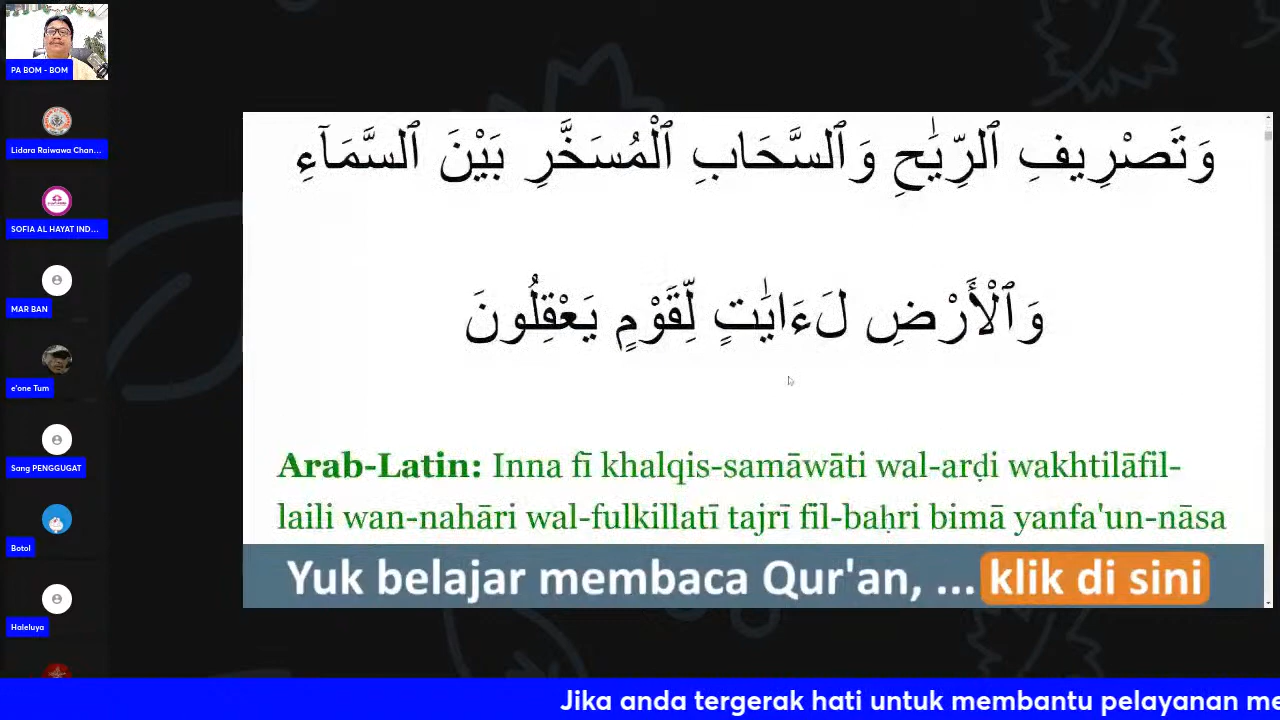 PA BOM - BOM
Lidara Raiwawa Chan...
SOFIA AL HAYAT IND...
MAR BAN
e'one Tum
Sang PENGGUGAT
Botol
Haleluya
وَتَصْرِيفِ ٱلرِّيَٰحِ وَٱلسَّحَابِ ٱلْمُسَخَّرِ بَيْنَ ٱلسَّمَآءِ
وَٱلْأَرْضِ لَءَايَٰتٍ لِّقَوْمٍ يَعْقِلُونَ
Arab-Latin: Inna fī khalqis-samāwāti wal-arḍi wakhtilāfil-
laili wan-nahāri wal-fulkillatī tajrī fil-baḥri bimā yanfa'un-nāsa
Yuk belajar membaca Qur'an, ... klik di sini
Jika anda tergerak hati untuk membantu pelayanan me